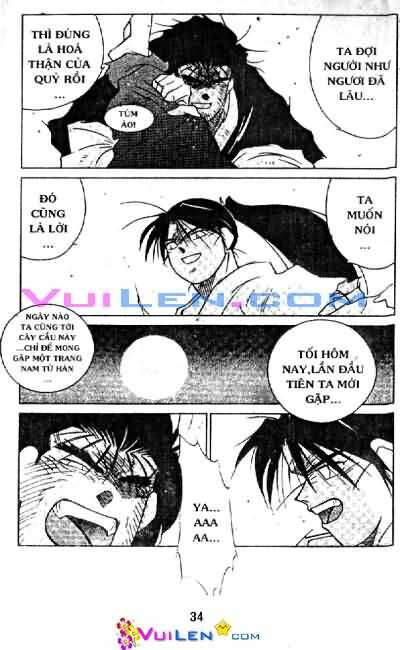 THÌ ĐÚNG
LÀ HOÁ
THẬN CỦA
QUỶ RỒI
...
TÚM
ÀO!
TA ĐỢI
NGƯỜI NHƯ
NGƯƠI ĐÃ
LÂU...
ĐÓ
CŨNG
LÀ LỜI
...
TA
MUỐN
NÓI
...
VUILEN.COM
NGÀY NÀO
TA CŨNG TỚI
CÂY CẦU NÀY
...CHỈ ĐỂ MONG
GẶP MỘT TRANG
NAM TỬ HÁN
...
TỐI HÔM
NAY,LẦN ĐẦU
TIÊN TA MỚI
GẶP...
YA...
AAA
AA...
34
VUILEN.COM